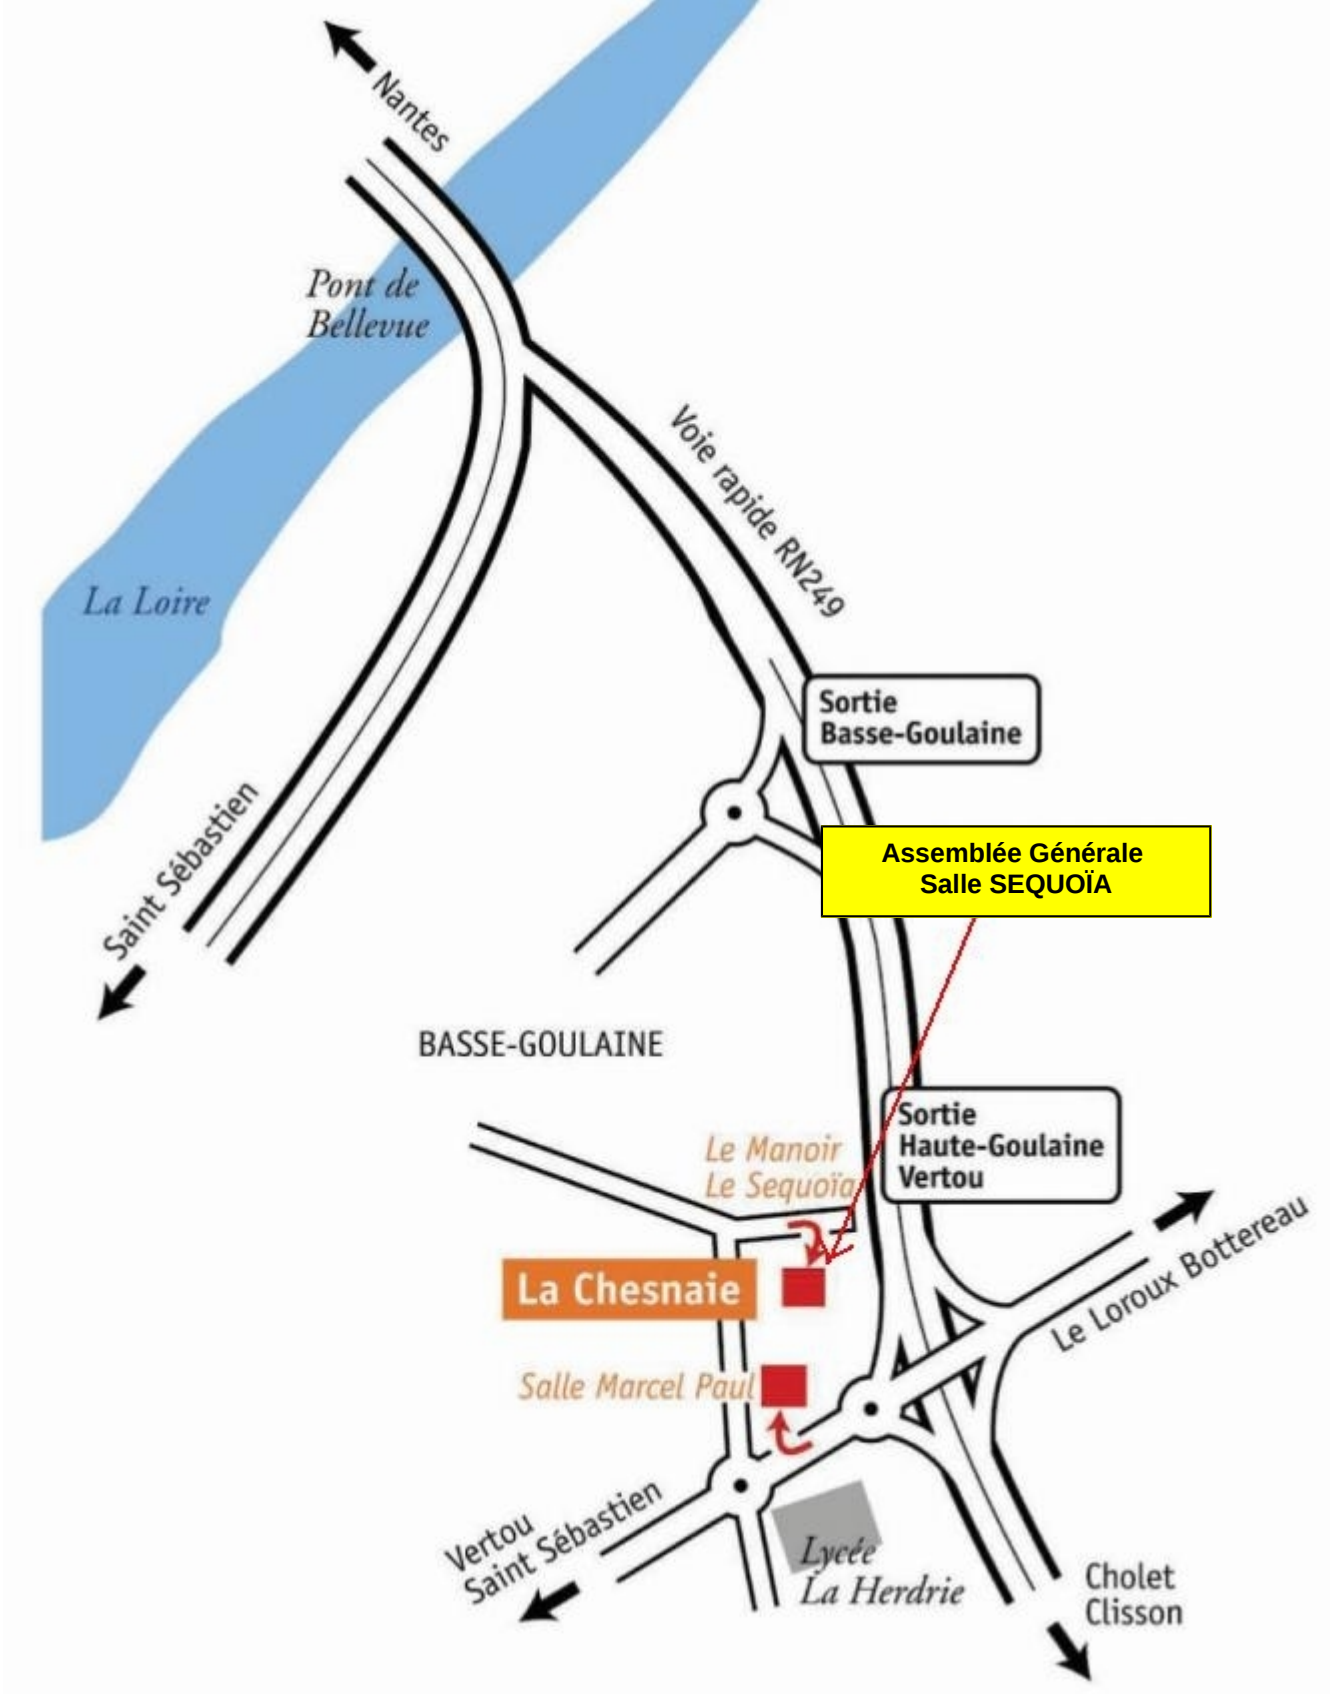 Nantes
Pont de
Bellevue
Voie rapide RN249
La Loire
Sortie
Basse-Goulaine
Saint Sébastien
Assemblée Générale
Salle SEQUOÏA
BASSE-GOULAINE
Sortie
Haute-Goulaine
Vertou
Le Manoir
Le Sequoïa
La Chesnaie
Le Loroux Bottereau
Salle Marcel Paul
Vertou
Saint Sébastien
Lycée
La Herdrie
Cholet
Clisson